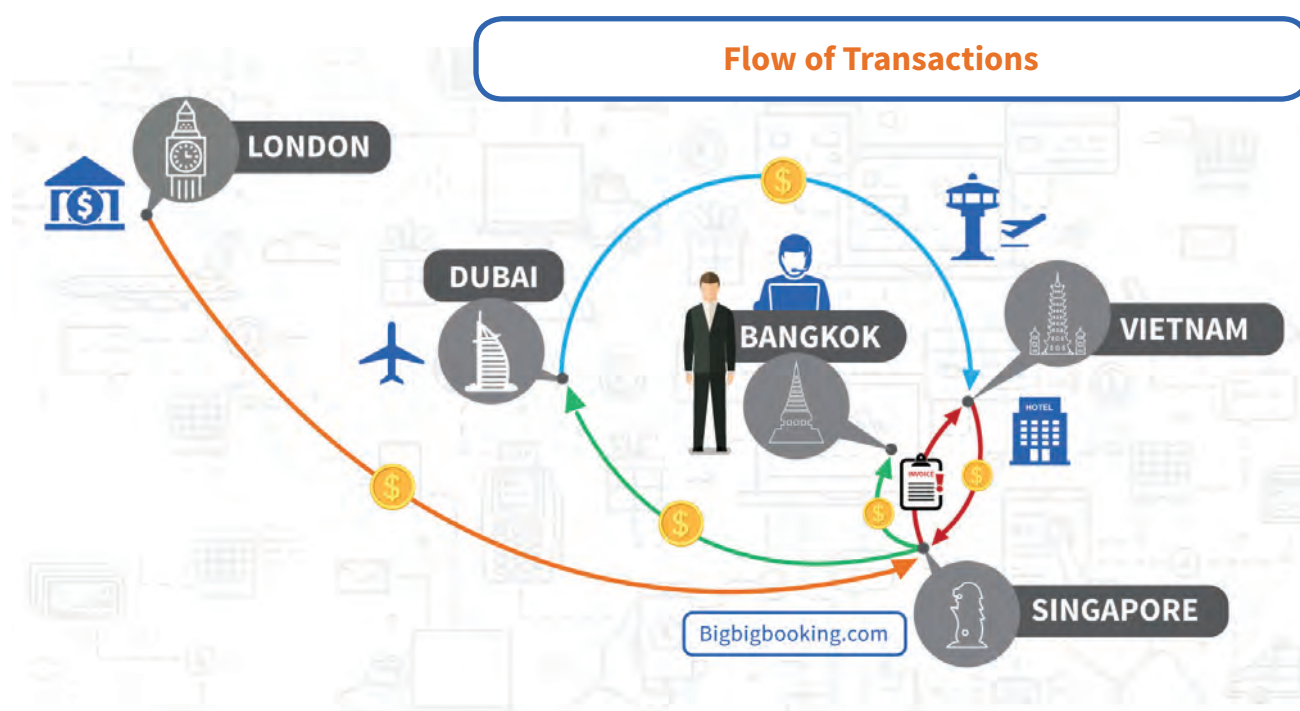 Flow of Transactions
LONDON
DUBAI
BANGKOK
VIETNAM
HOTEL
INVOICE
!
SINGAPORE
Bigbigbooking.com